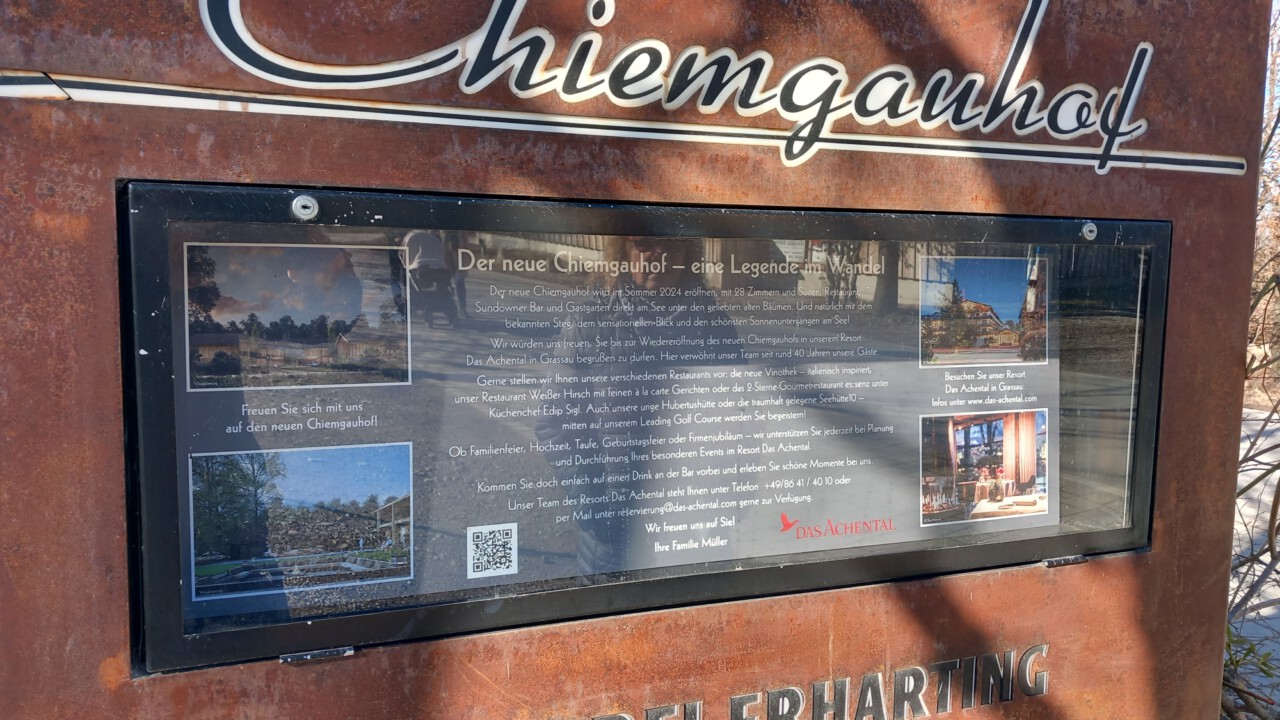 Chiemgauhof
Der neue Chiemgauhof – eine Legende im Wandel
Der neue Chiemgauhof wird im Sommer 2024 eröffnen, mit 28 Zimmern und Suiten, Restaurant,
Sundowner Bar und Gastgarten direkt am See unter den geliebten alten Bäumen. Und natürlich mit dem
bekannten Steg, dem sensationellen Blick und den schönsten Sonnenuntergängen am See!
Wir würden uns freuen, Sie bis zur Wiedereröffnung des neuen Chiemgauhofs in unserem Resort
Das Achental in Grassau begrüßen zu dürfen. Hier verwöhnt unser Team seit rund 40 Jahren unsere Gäste.
Gerne stellen wir Ihnen unsere verschiedenen Restaurants vor: die neue Vinothek – italienisch inspiriert,
unser Restaurant Weißer Hirsch mit feinen à la carte Gerichten oder das 2-Sterne-Gourmetrestaurant es:senz unter
Küchenchef Edip Sigl. Auch unsere urige Hubertushütte oder die traumhaft gelegene Seehütte10 –
mitten auf unserem Leading Golf Course werden Sie begeistern!
Ob Familienfeier, Hochzeit, Taufe, Geburtstagsfeier oder Firmenjubiläum – wir unterstützen Sie jederzeit bei Planung
und Durchführung Ihres besonderen Events im Resort Das Achental.
Kommen Sie doch einfach auf einen Drink an der Bar vorbei und erleben Sie schöne Momente bei uns.
Unser Team des Resorts Das Achental steht Ihnen unter Telefon +49/86 41 / 40 10 oder
per Mail unter reservierung@das-achental.com gerne zur Verfügung.
Wir freuen uns auf Sie!
Ihre Familie Müller
DAS ACHENTAL
Freuen Sie sich mit uns
auf den neuen Chiemgauhof!
Besuchen Sie unser Resort
Das Achental in Grassau:
Infos unter www.das-achental.com
DELERHARTING